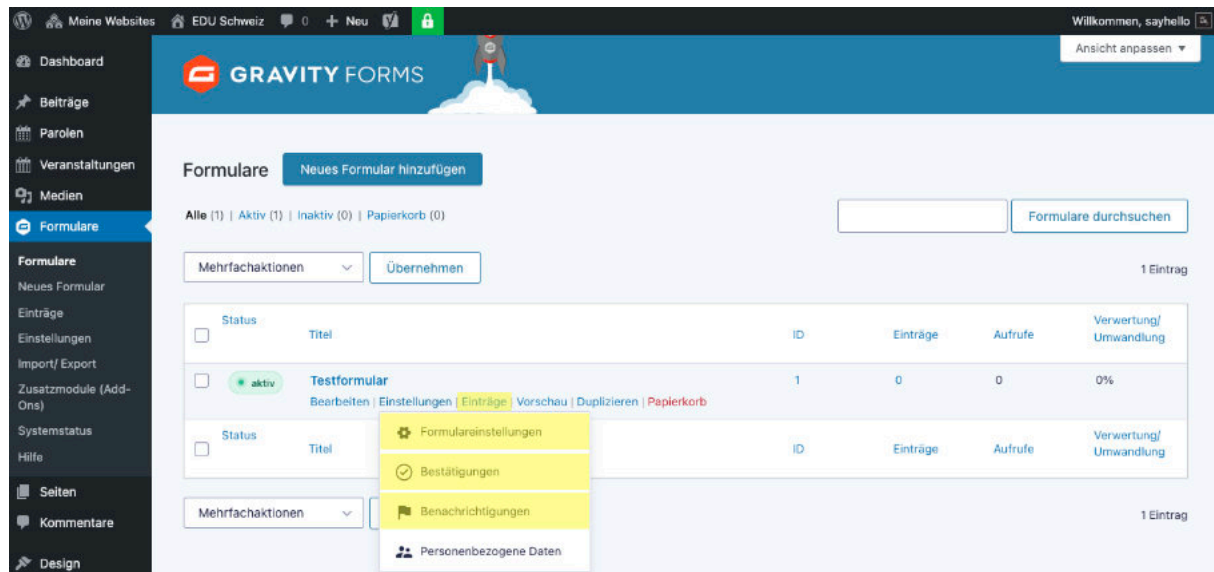 Meine Websites EDU Schweiz 0 + Neu Willkommen, sayhello
Ansicht anpassen
GRAVITY FORMS
Dashboard
Beiträge
Parolen
Veranstaltungen
Medien
Formulare
Formulare
Neues Formular
Einträge
Einstellungen
Import/ Export
Zusatzmodule (Add-
Ons)
Systemstatus
Hilfe
Seiten
Kommentare
Design
Formulare Neues Formular hinzufügen
Alle (1) | Aktiv (1) | Inaktiv (0) | Papierkorb (0)
Formulare durchsuchen
Mehrfachaktionen Übernehmen 1 Eintrag
Status Titel ID Einträge Aufrufe Verwertung/
Umwandlung
aktiv Testformular 1 0 0 0%
Bearbeiten | Einstellungen | Einträge | Vorschau | Duplizieren | Papierkorb
Formulareinstellungen
Bestätigungen
Benachrichtigungen
Personenbezogene Daten
Status Titel ID Einträge Aufrufe Verwertung/
Umwandlung
Mehrfachaktionen 1 Eintrag